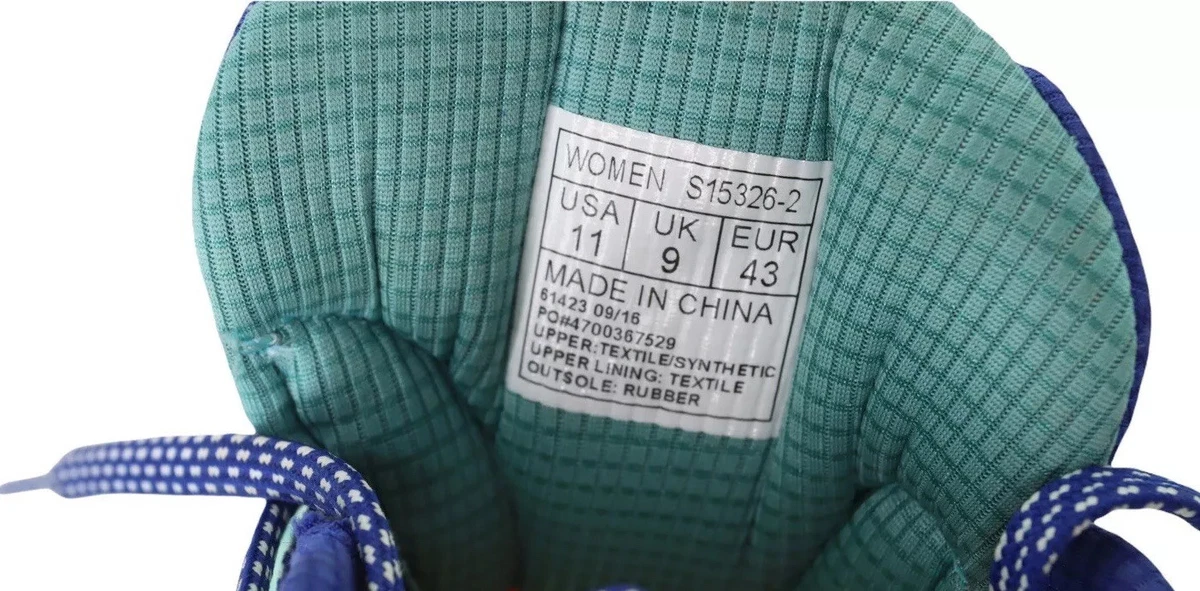 WOMEN S15326-2
USA UK EUR
11 9 43
MADE IN CHINA
61423 09/16
PO#4700367529
UPPER:TEXTILE/SYNTHETIC
UPPER LINING: TEXTILE
OUTSOLE: RUBBER